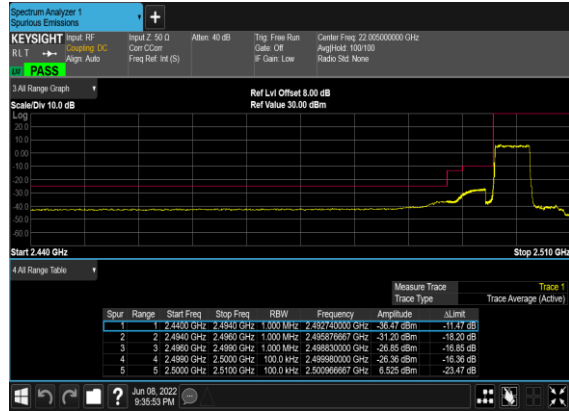 Spectrum Analyzer 1
Spurious Emissions
+
KEYSIGHT Input: RF Input Z: 50 Ω Atten: 40 dB Trig: Free Run Center Freq: 22.005000000 GHz
RLT Coupling: DC Corr CCorr Gate: Off Avg|Hold: 100/100
Align: Auto Freq Ref: Int (S) IF Gain: Low Radio Std: None
PASS
3 All Range Graph
Ref Lvl Offset 8.00 dB
Scale/Div 10.0 dB Ref Value 30.00 dBm
Log
20.0
10.0
0.00
-10.0
-20.0
-30.0
-40.0
-50.0
-60.0
Start 2.440 GHz Stop 2.510 GHz
4 All Range Table
Measure Trace Trace 1
Trace Type Trace Average (Active)
Spur Range Start Freq Stop Freq RBW Frequency Amplitude ΔLimit
1 1 2.4400 GHz 2.4940 GHz 1.000 MHz 2.492740000 GHz -36.47 dBm -11.47 dB
2 2 2.4940 GHz 2.4960 GHz 1.000 MHz 2.495876667 GHz -31.20 dBm -18.20 dB
3 3 2.4960 GHz 2.4990 GHz 1.000 MHz 2.498830000 GHz -26.85 dBm -16.85 dB
4 4 2.4990 GHz 2.5000 GHz 100.0 kHz 2.499980000 GHz -26.36 dBm -16.36 dB
5 5 2.5000 GHz 2.5100 GHz 100.0 kHz 2.500966667 GHz 6.525 dBm -23.47 dB
? Jun 08, 2022
9:35:53 PM